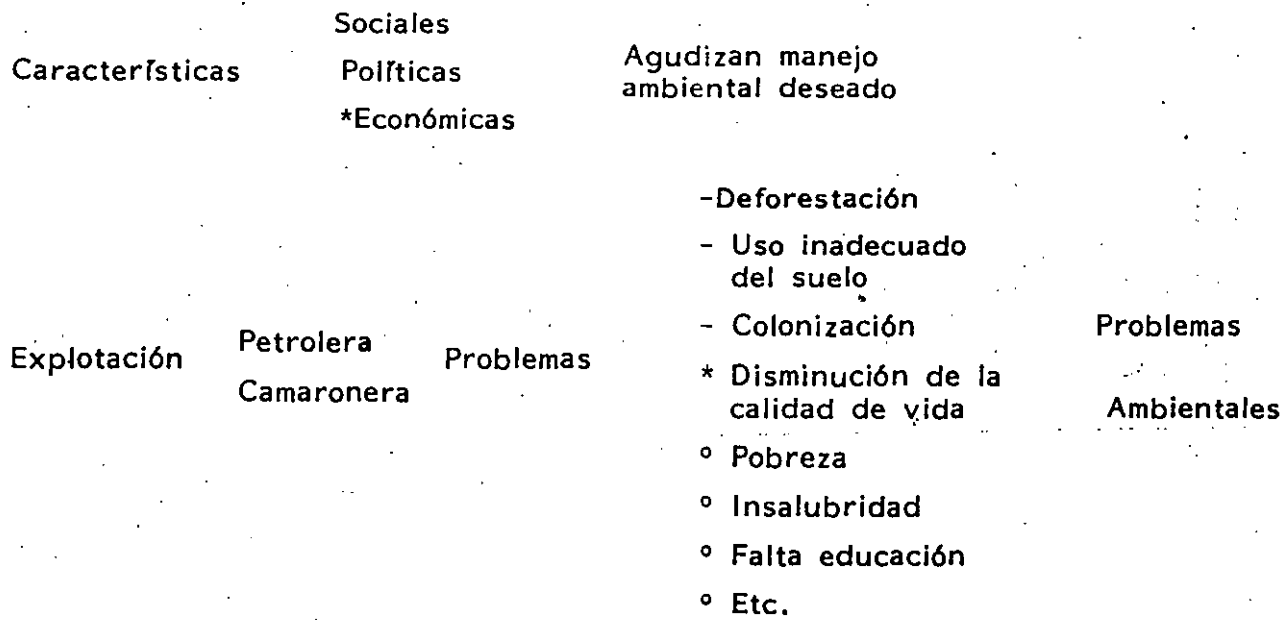 Características
Sociales
Políticas
*Económicas
Agudizan manejo
ambiental deseado
Explotación
Petrolera
Camaronera
Problemas
-Deforestación
- Uso inadecuado
del suelo
- Colonización
* Disminución de la
calidad de vida
° Pobreza
° Insalubridad
° Falta educación
° Etc.
Problemas
Ambientales